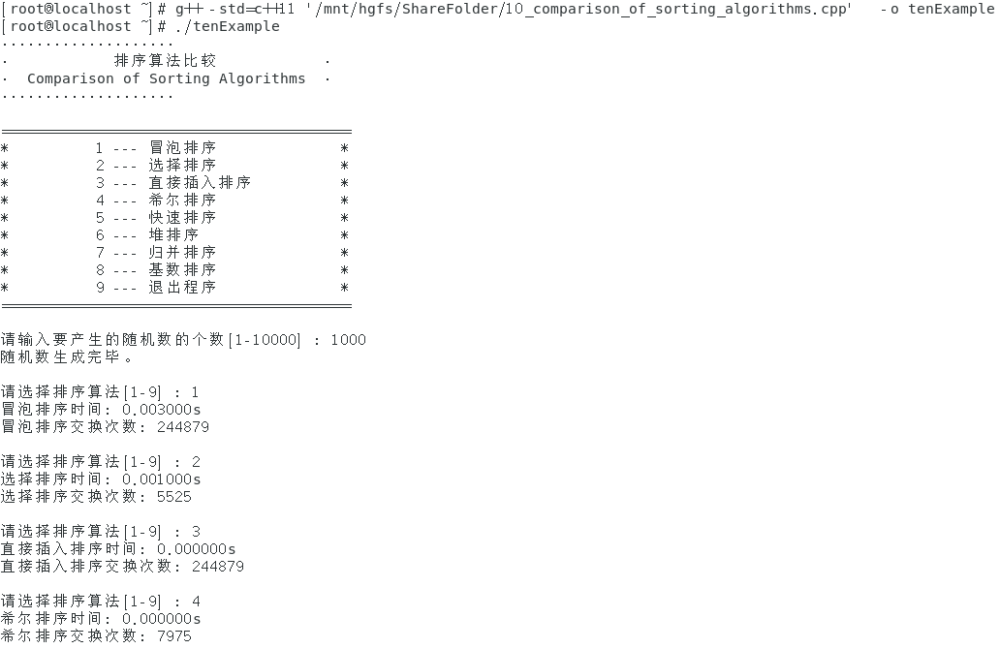 [root@localhost ~]# g++ -std=c++11 '/mnt/hgfs/ShareFolder/10_comparison_of_sorting_algorithms.cpp'   -o tenExample
[root@localhost ~]# ./tenExample
....................
.            排序算法比较            .
.  Comparison of Sorting Algorithms  .
....................
========================================
*          1 --- 冒泡排序              *
*          2 --- 选择排序              *
*          3 --- 直接插入排序          *
*          4 --- 希尔排序              *
*          5 --- 快速排序              *
*          6 --- 堆排序                *
*          7 --- 归并排序              *
*          8 --- 基数排序              *
*          9 --- 退出程序              *
========================================
请输入要产生的随机数的个数[1-10000] : 1000
随机数生成完毕。
请选择排序算法[1-9] : 1
冒泡排序时间: 0.003000s
冒泡排序交换次数: 244879
请选择排序算法[1-9] : 2
选择排序时间: 0.001000s
选择排序交换次数: 5525
请选择排序算法[1-9] : 3
直接插入排序时间: 0.000000s
直接插入排序交换次数: 244879
请选择排序算法[1-9] : 4
希尔排序时间: 0.000000s
希尔排序交换次数: 7975